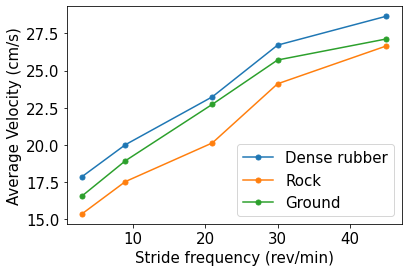 Average Velocity (cm/s)
27.5
25.0
22.5
20.0
17.5
15.0
Dense rubber
Rock
Ground
10 20 30 40
Stride frequency (rev/min)